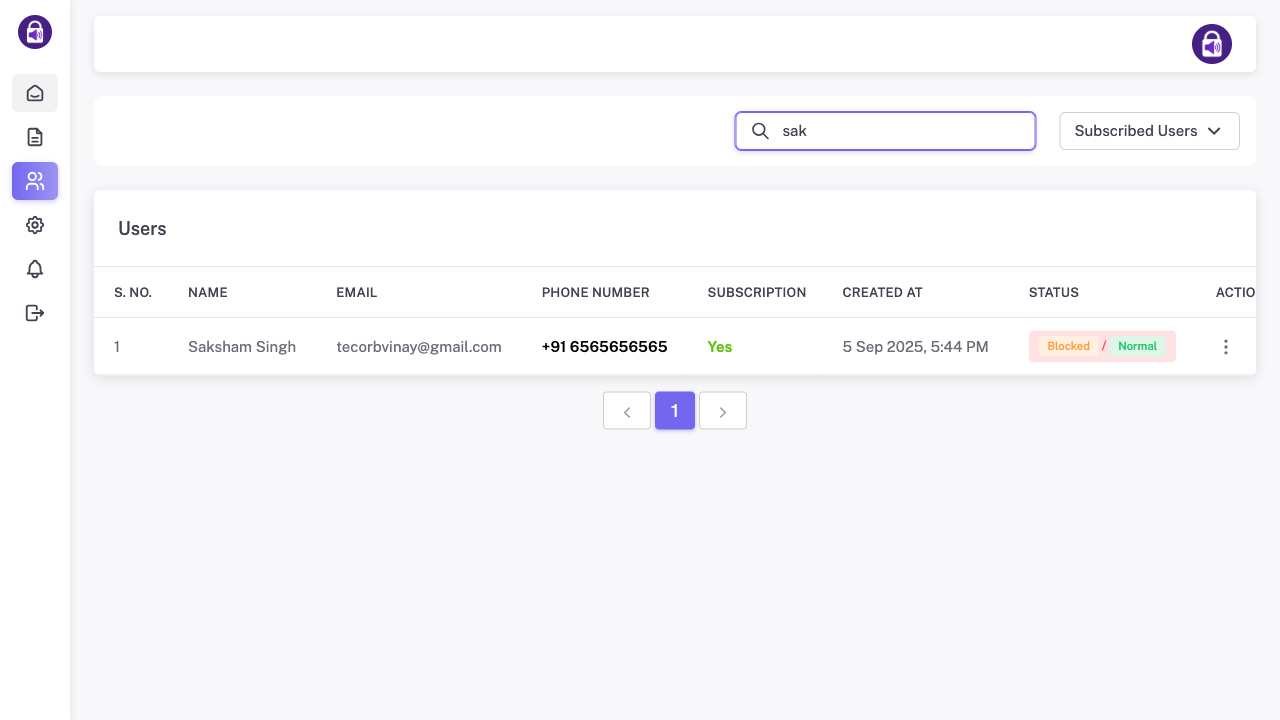 sak
Subscribed Users
Users
S. NO. NAME EMAIL PHONE NUMBER SUBSCRIPTION CREATED AT STATUS ACTIO
1 Saksham Singh tecorbvinay@gmail.com +91 6565656565 Yes 5 Sep 2025, 5:44 PM Blocked / Normal
1